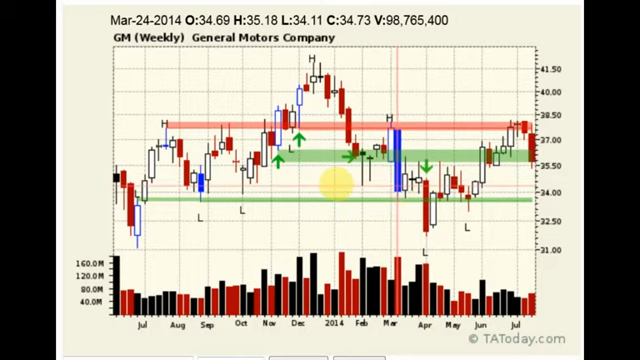 Mar-24-2014 O:34.69 H:35.18 L:34.11 C:34.73 V:98,765,400
GM (Weekly) General Motors Company
H
41.50
40.00
H
H
38.50
37.00
L
35.50
34.00
L
L
L
32.50
L
31.00
160.0M
120.0M
80.0M
40.0M
Jul Aug Sep Oct Nov Dec 2014 Feb Mar Apr May Jun Jul
© TAToday.com